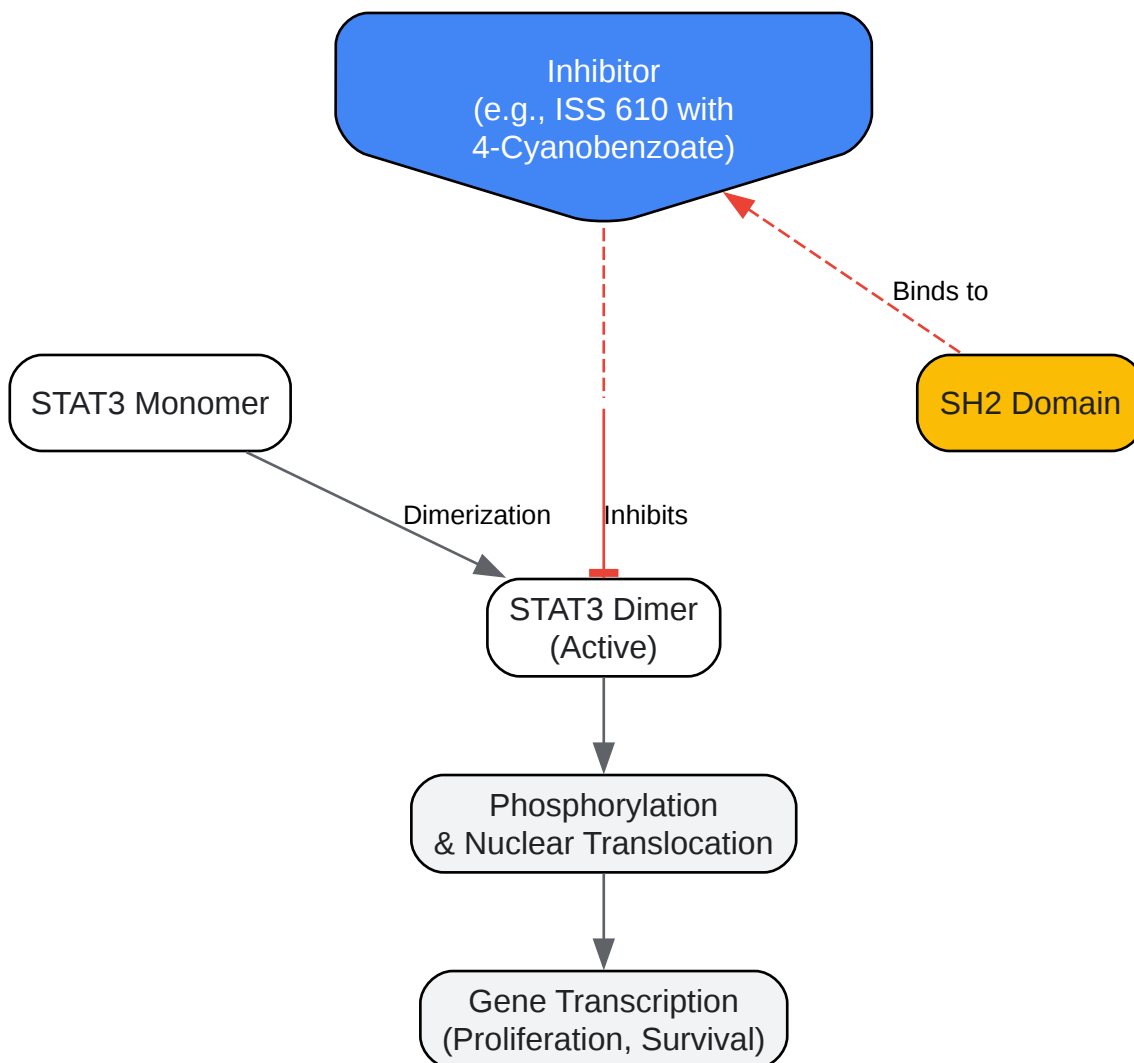 Inhibitor
(e.g., ISS 610 with
4-Cyanobenzoate)
Binds to
STAT3 Monomer
SH2 Domain
Dimerization
Inhibits
STAT3 Dimer
(Active)
Phosphorylation
& Nuclear Translocation
Gene Transcription
(Proliferation, Survival)